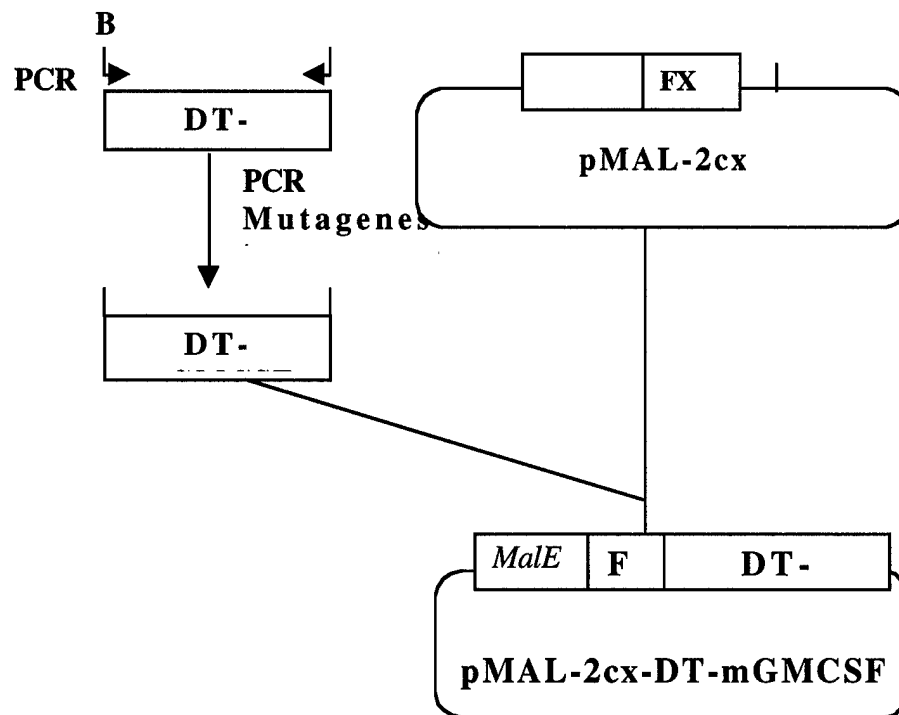 B
PCR
DT-
FX
pMAL-2cx
PCR
Mutagenes
DT-
MalE
F
DT-
pMAL-2cx-DT-mGMCSF